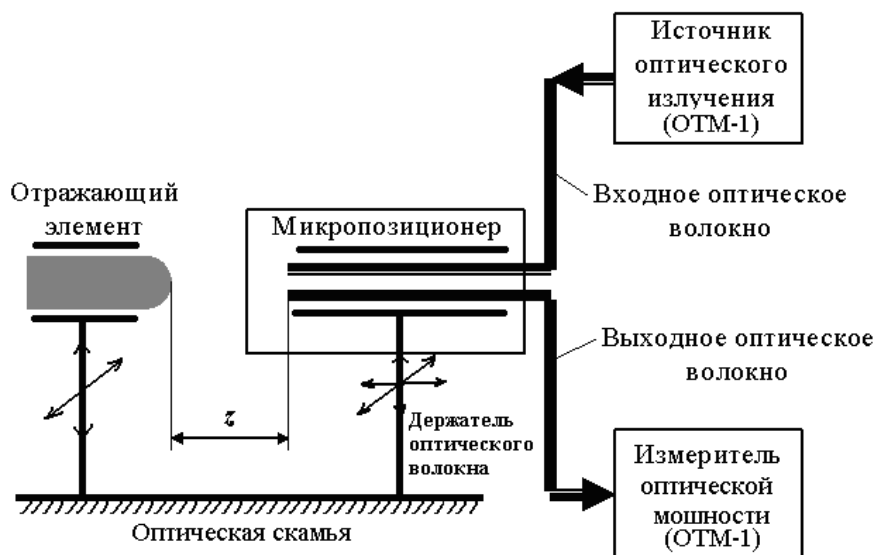 Источник
оптического
излучения
(ОТМ-1)
Отражающий
элемент
Микропозиционер
Входное оптическое
волокно
Выходное оптическое
волокно
z
Держатель
оптического
волокна
Измеритель
оптической
мошности
(ОТМ-1)
Оптическая скамья